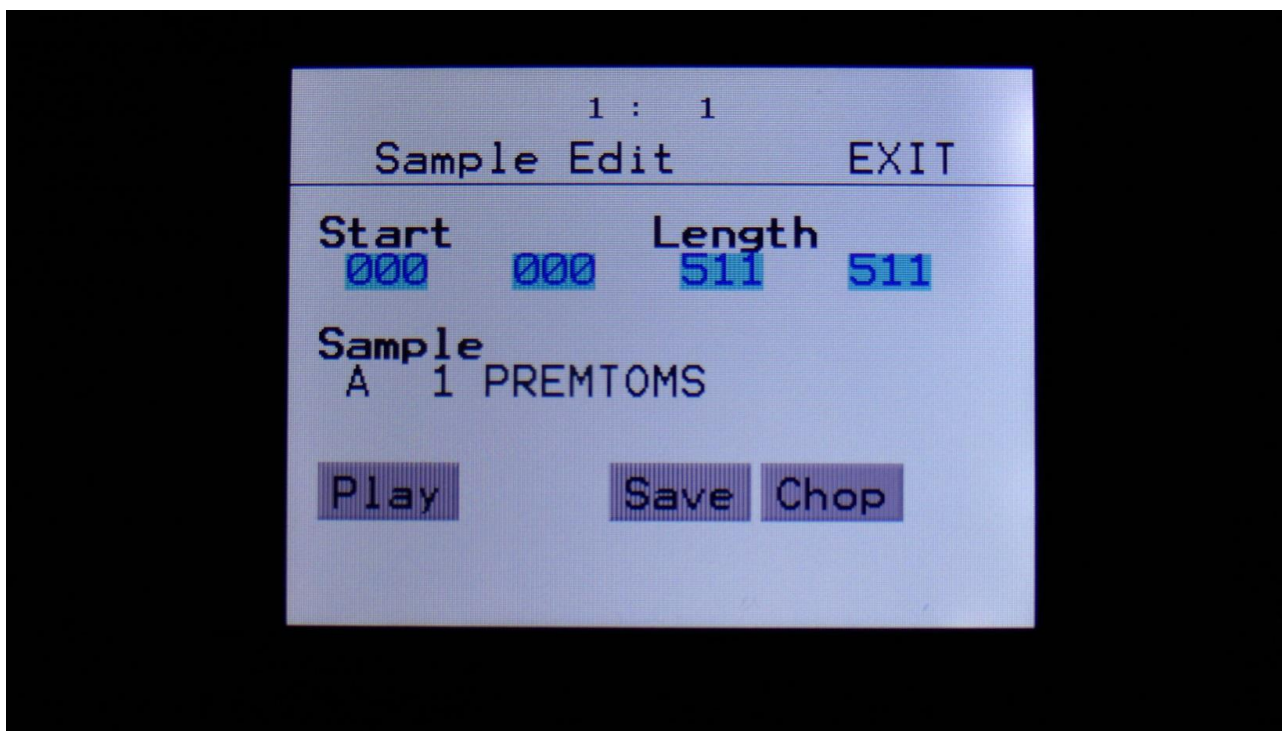 1 : 1
Sample Edit EXIT
Start Length
000 000 511 511
Sample
A 1 PREMTOMS
Play Save Chop